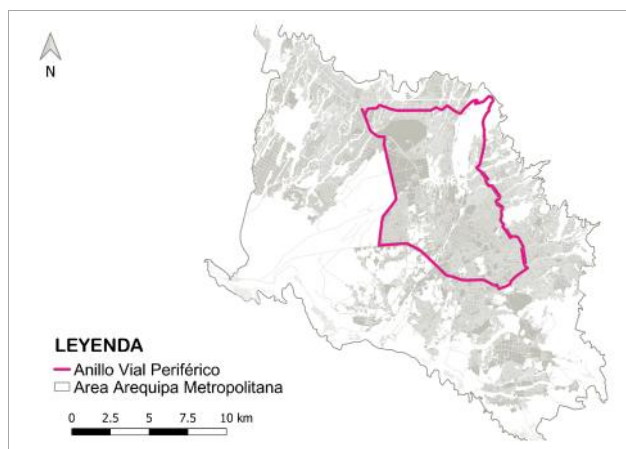 N
LEYENDA
Anillo Vial Periférico
Area Arequipa Metropolitana
0 2.5 5 7.5 10 km